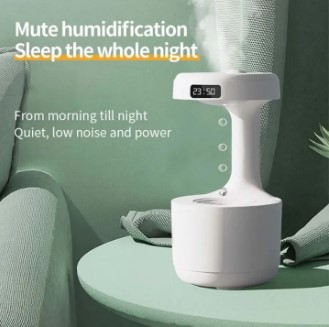 Mute humidification
Sleep the whole night
23:50
From morning till night
Quiet, low noise and power